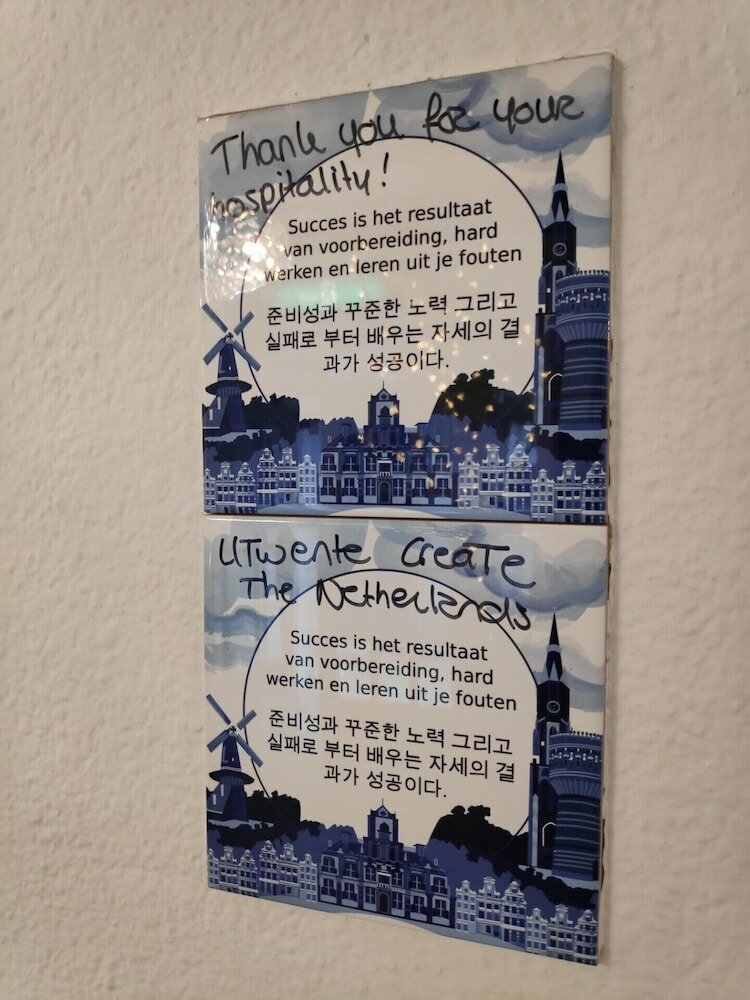 Thank you for your
hospitality!
Succes is het resultaat
van voorbereiding, hard
werken en leren uit je fouten
준비성과 꾸준한 노력 그리고
실패로 부터 배우는 자세의 결
과가 성공이다.
UTwente CreaTe
The Netherlands
Succes is het resultaat
van voorbereiding, hard
werken en leren uit je fouten
준비성과 꾸준한 노력 그리고
실패로 부터 배우는 자세의 결
과가 성공이다.